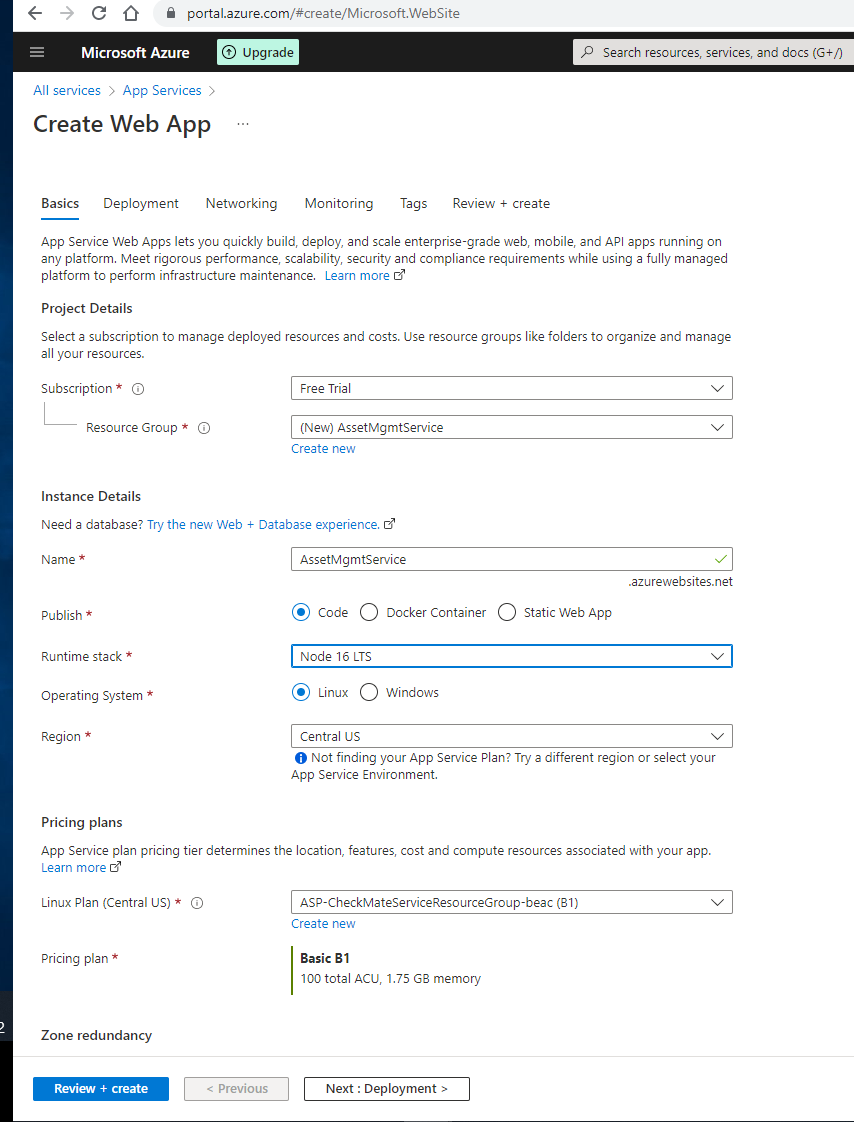 portal.azure.com/#create/Microsoft.WebSite
Microsoft Azure
Upgrade
Search resources, services, and docs (G+/)
All services > App Services >
Create Web App ...
Basics Deployment Networking Monitoring Tags Review + create
App Service Web Apps lets you quickly build, deploy, and scale enterprise-grade web, mobile, and API apps running on
any platform. Meet rigorous performance, scalability, security and compliance requirements while using a fully managed
platform to perform infrastructure maintenance. Learn more
Project Details
Select a subscription to manage deployed resources and costs. Use resource groups like folders to organize and manage
all your resources.
Subscription *
Free Trial
Resource Group *
(New) AssetMgmtService
Create new
Instance Details
Need a database? Try the new Web + Database experience.
Name *
AssetMgmtService
.azurewebsites.net
Publish *
Code Docker Container Static Web App
Runtime stack *
Node 16 LTS
Operating System *
Linux Windows
Region *
Central US
Not finding your App Service Plan? Try a different region or select your
App Service Environment.
Pricing plans
App Service plan pricing tier determines the location, features, cost and compute resources associated with your app.
Learn more
Linux Plan (Central US) *
ASP-CheckMateServiceResourceGroup-beac (B1)
Create new
Pricing plan *
Basic B1
100 total ACU, 1.75 GB memory
2
Zone redundancy
Review + create
< Previous
Next : Deployment >